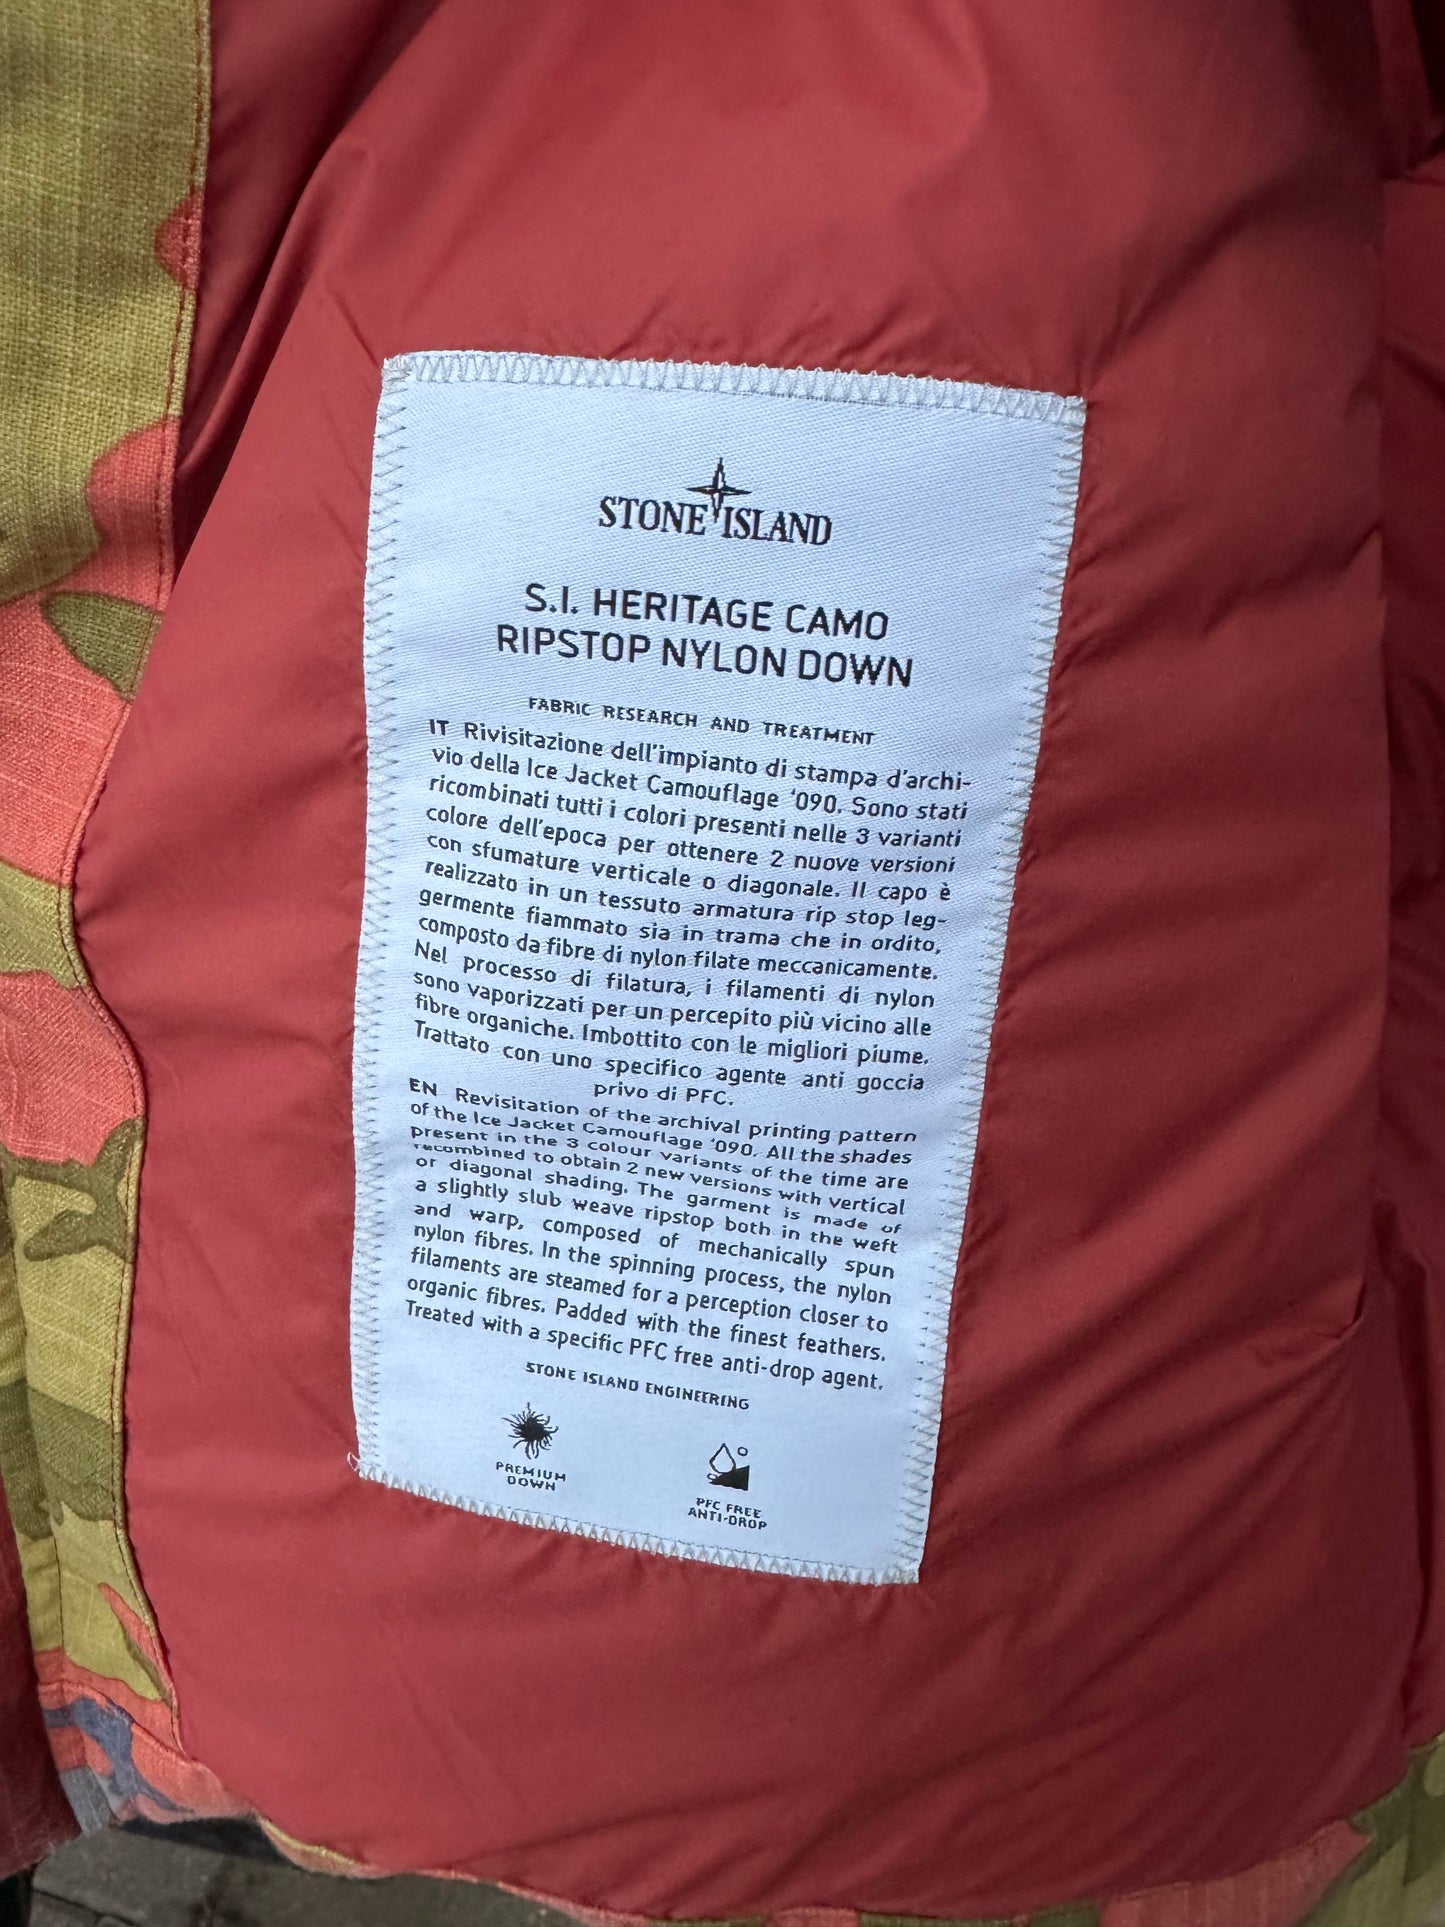 STONE ISLAND
S.I. HERITAGE CAMO
RIPSTOP NYLON DOWN
FABRIC RESEARCH AND TREATMENT
IT Rivisitazione dell'impianto di stampa d'archi-
vio della Ice Jacket Camouflage '090. Sono stati
ricombinati tutti i colori presenti nelle 3 varianti
colore dell'epoca per ottenere 2 nuove versioni
con sfumature verticale o diagonale. Il capo è
realizzato in un tessuto armatura rip stop leg-
germente fiammato sia in trama che in ordito,
composto da fibre di nylon filate meccanicamente.
Nel processo di filatura, i filamenti di nylon
sono vaporizzati per un percepito più vicino alle
fibre organiche. Imbottito con le migliori piume.
Trattato con uno specifico agente anti goccia
privo di PFC.
EN Revisitation of the archival printing pattern
of the Ice Jacket Camouflage '090. All the shades
present in the 3 colour variants of the time are
recombined to obtain 2 new versions with vertical
or diagonal shading. The garment is made of
a slightly slub weave ripstop both in the weft
and warp, composed of mechanically spun
nylon fibres. In the spinning process, the nylon
filaments are steamed for a perception closer to
organic fibres. Padded with the finest feathers.
Treated with a specific PFC free anti-drop agent.
STONE ISLAND ENGINEERING
PREMIUM
DOWN
PFC FREE
ANTI-DROP